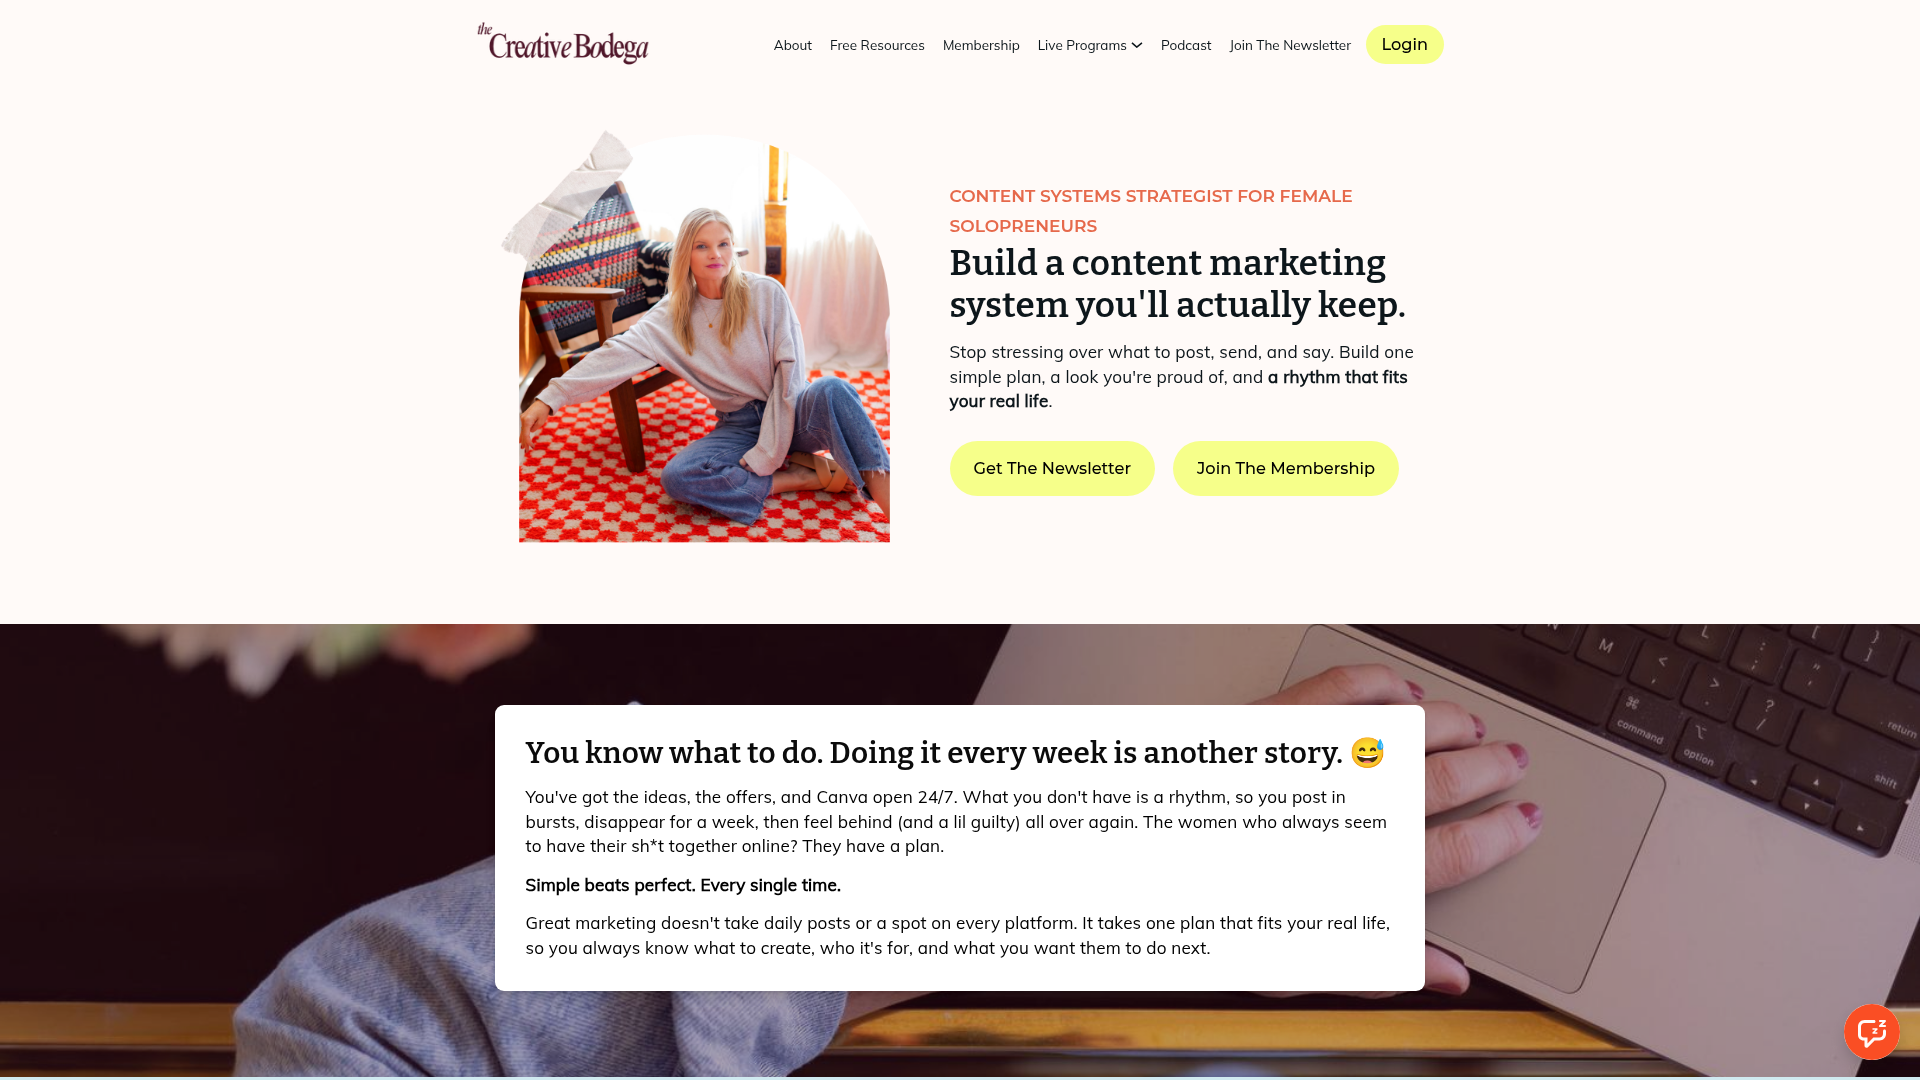 the
Creative Bodega
About
Free Resources
Membership
Live Programs
Podcast
Join The Newsletter
Login
CONTENT SYSTEMS STRATEGIST FOR FEMALE
SOLOPRENEURS
Build a content marketing
system you'll actually keep.
Stop stressing over what to post, send, and say. Build one
simple plan, a look you're proud of, and a rhythm that fits
your real life.
Get The Newsletter
Join The Membership
You know what to do. Doing it every week is another story. 😅
You've got the ideas, the offers, and Canva open 24/7. What you don't have is a rhythm, so you post in
bursts, disappear for a week, then feel behind (and a lil guilty) all over again. The women who always seem
to have their sh*t together online? They have a plan.
Simple beats perfect. Every single time.
Great marketing doesn't take daily posts or a spot on every platform. It takes one plan that fits your real life,
so you always know what to create, who it's for, and what you want them to do next.
N
M
L
command
option
return
shift
z
z